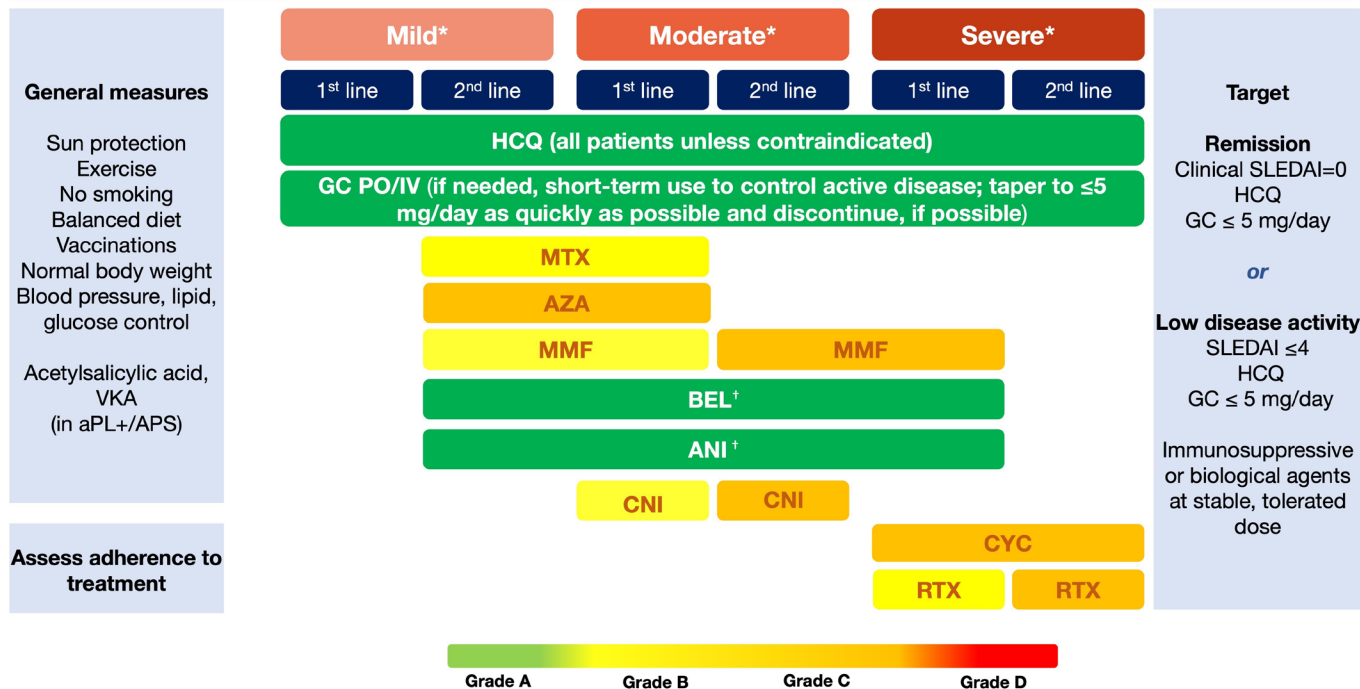 Mild*
Moderate*
Severe*
1st line
2nd line
1st line
2nd line
1st line
2nd line
General measures
Sun protection
Exercise
No smoking
Balanced diet
Vaccinations
Normal body weight
Blood pressure, lipid,
glucose control
Acetylsalicylic acid,
VKA
(in aPL+/APS)
Assess adherence to
treatment
HCQ (all patients unless contraindicated)
GC PO/IV (if needed, short-term use to control active disease; taper to ≤5
mg/day as quickly as possible and discontinue, if possible)
MTX
AZA
MMF
MMF
BEL†
ANI †
CNI
CNI
CYC
RTX
RTX
Target
Remission
Clinical SLEDAI=0
HCQ
GC ≤ 5 mg/day
or
Low disease activity
SLEDAI ≤4
HCQ
GC ≤ 5 mg/day
Immunosuppressive
or biological agents
at stable, tolerated
dose
Grade A
Grade B
Grade C
Grade D